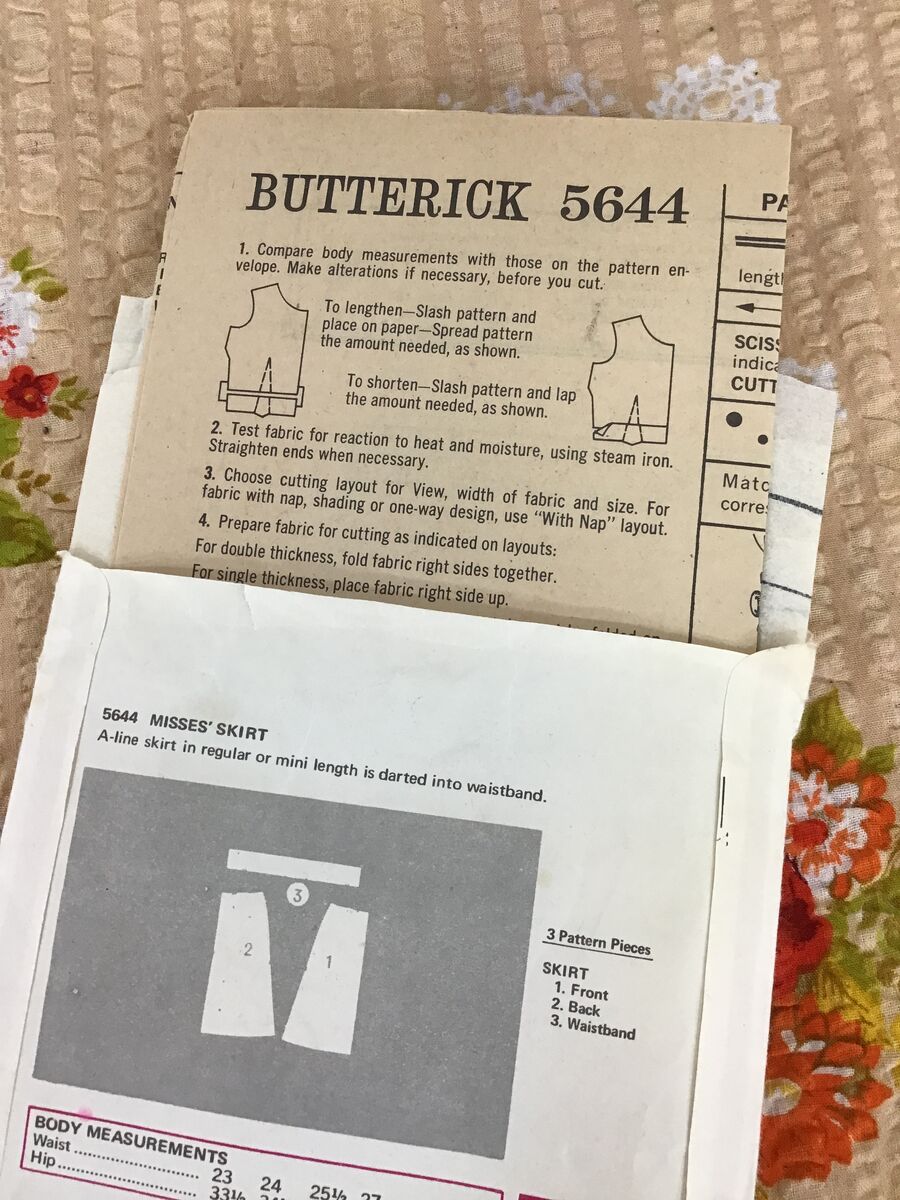 BUTTERICK 5644
1. Compare body measurements with those on the pattern en-
velope. Make alterations if necessary, before you cut.
To lengthen—Slash pattern and
place on paper—Spread pattern
the amount needed, as shown.
To shorten—Slash pattern and lap
the amount needed, as shown.
2. Test fabric for reaction to heat and moisture, using steam iron.
Straighten ends when necessary.
3. Choose cutting layout for View, width of fabric and size. For
fabric with nap, shading or one-way design, use “With Nap” layout.
4. Prepare fabric for cutting as indicated on layouts:
For double thickness, fold fabric right sides together.
For single thickness, place fabric right side up.
PA
lengt
SCISS
indica
CUTT
Matc
corre
5644 MISSES' SKIRT
A-line skirt in regular or mini length is darted into waistband.
3
2
1
3 Pattern Pieces
SKIRT
1. Front
2. Back
3. Waistband
BODY MEASUREMENTS
Waist 23 24 25½ 27
Hip 33½